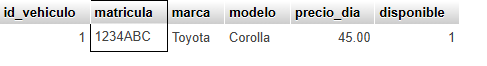 id_vehiculo matricula marca modelo precio_dia disponible
1 1234ABC Toyota Corolla 45.00 1